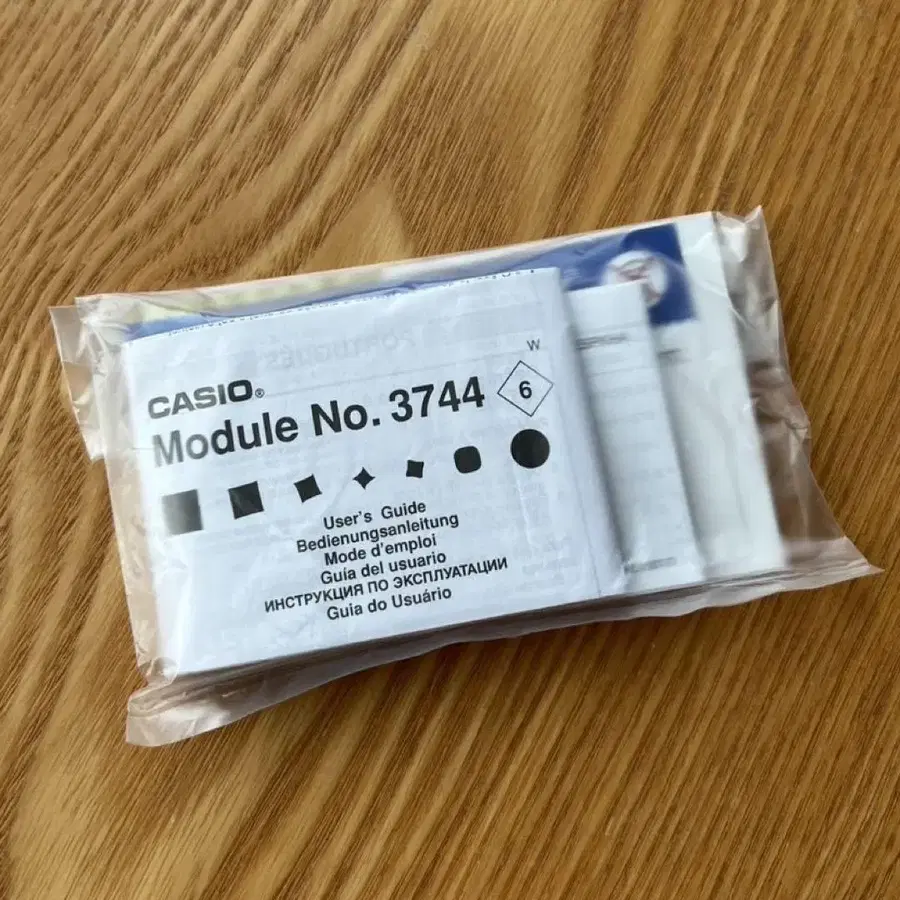 W
CASIO®
Module No. 3744
6
User's Guide
Bedienungsanleitung
Mode d'emploi
Guía del usuario
ИНСТРУКЦИЯ ПО ЭКСПЛУАТАЦИИ
Guia do Usuário